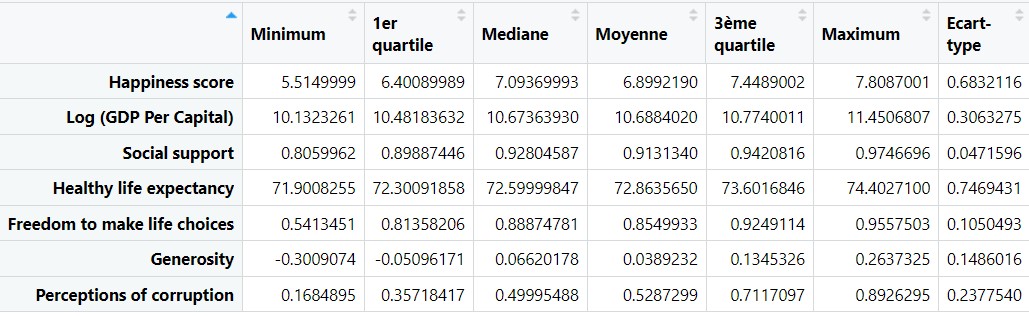 Minimum 1er quartile Mediane Moyenne 3ème quartile Maximum Ecart-type
Happiness score 5.5149999 6.40089989 7.09369993 6.8992190 7.4489002 7.8087001 0.6832116
Log (GDP Per Capital) 10.1323261 10.48183632 10.67363930 10.6884020 10.7740011 11.4506807 0.3063275
Social support 0.8059962 0.89887446 0.92804587 0.9131340 0.9420816 0.9746696 0.0471596
Healthy life expectancy 71.9008255 72.30091858 72.59999847 72.8635650 73.6016846 74.4027100 0.7469431
Freedom to make life choices 0.5413451 0.81358206 0.88874781 0.8549933 0.9249114 0.9557503 0.1050493
Generosity -0.3009074 -0.05096171 0.06620178 0.0389232 0.1345326 0.2637325 0.1486016
Perceptions of corruption 0.1684895 0.35718417 0.49995488 0.5287299 0.7117097 0.8926295 0.2377540